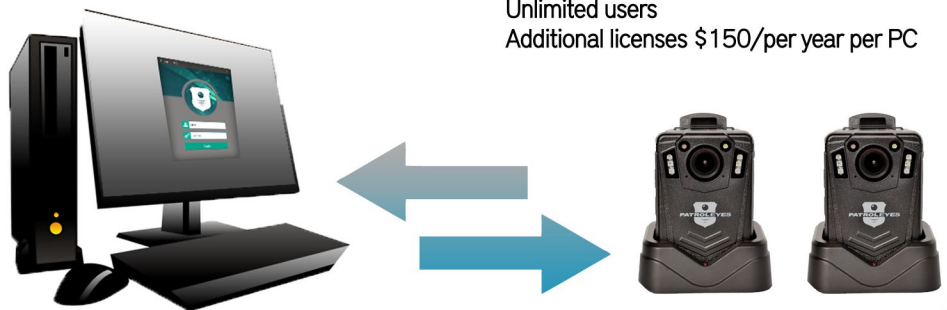 Unlimited users
Additional licenses $150/per year per PC
PATROLEYES
PATROLEYES